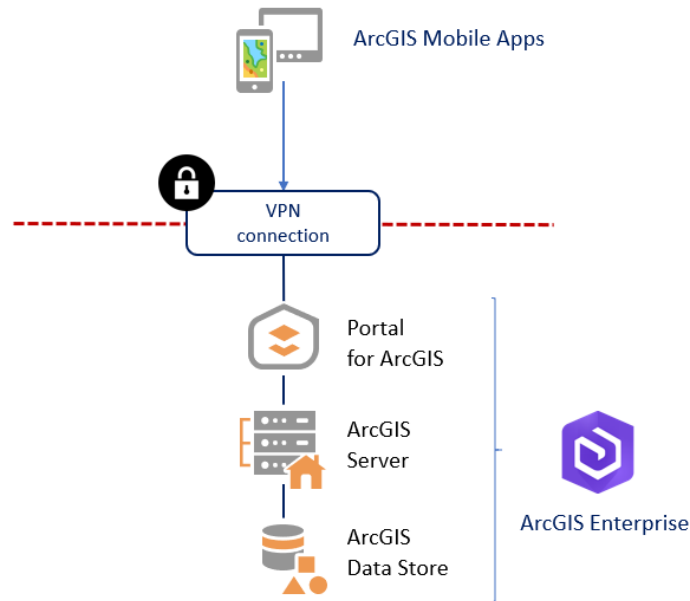 ArcGIS Mobile Apps
VPN
connection
Portal
for ArcGIS
ArcGIS
Server
ArcGIS
Data Store
ArcGIS Enterprise